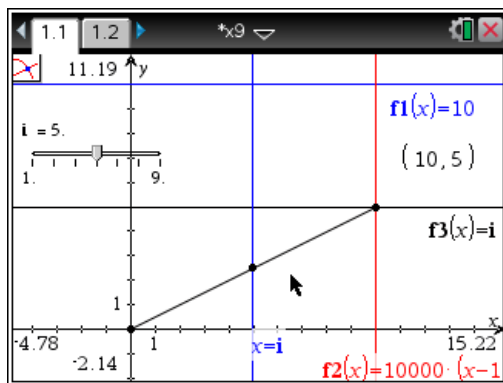 1.1 1.2 *x9
11.19 y
f1(x)=10
i =5.
(10,5)
1. 9.
f3(x)=i
1
x
-4.78 1 x=i 15.22
-2.14 f2(x)=10000·(x-1